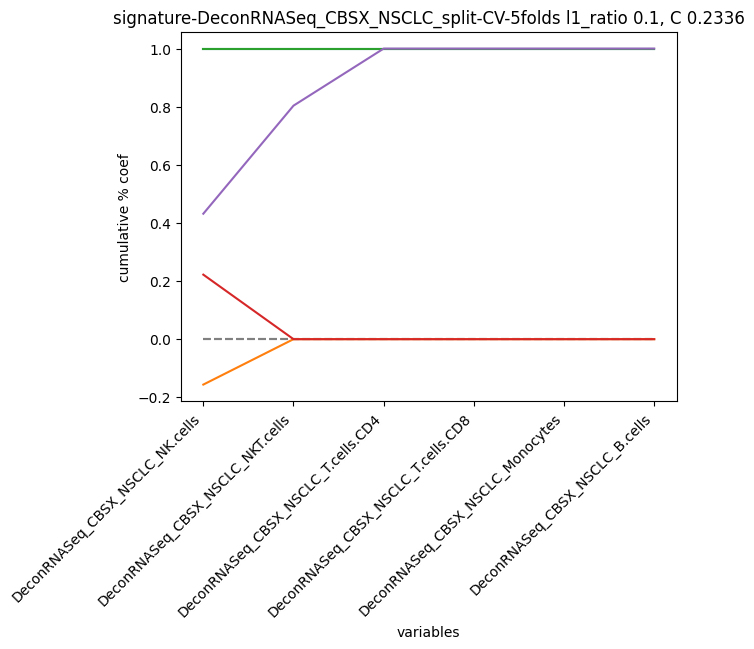 signature-DeconRNASeq_CBSX_NSCLC_split-CV-5folds l1_ratio 0.1, C 0.2336
cumulative % coef
1.0
0.8
0.6
0.4
0.2
0.0
−0.2
DeconRNASeq_CBSX_NSCLC_NK.cells
DeconRNASeq_CBSX_NSCLC_NKT.cells
DeconRNASeq_CBSX_NSCLC_T.cells.CD4
DeconRNASeq_CBSX_NSCLC_T.cells.CD8
DeconRNASeq_CBSX_NSCLC_Monocytes
DeconRNASeq_CBSX_NSCLC_B.cells
variables